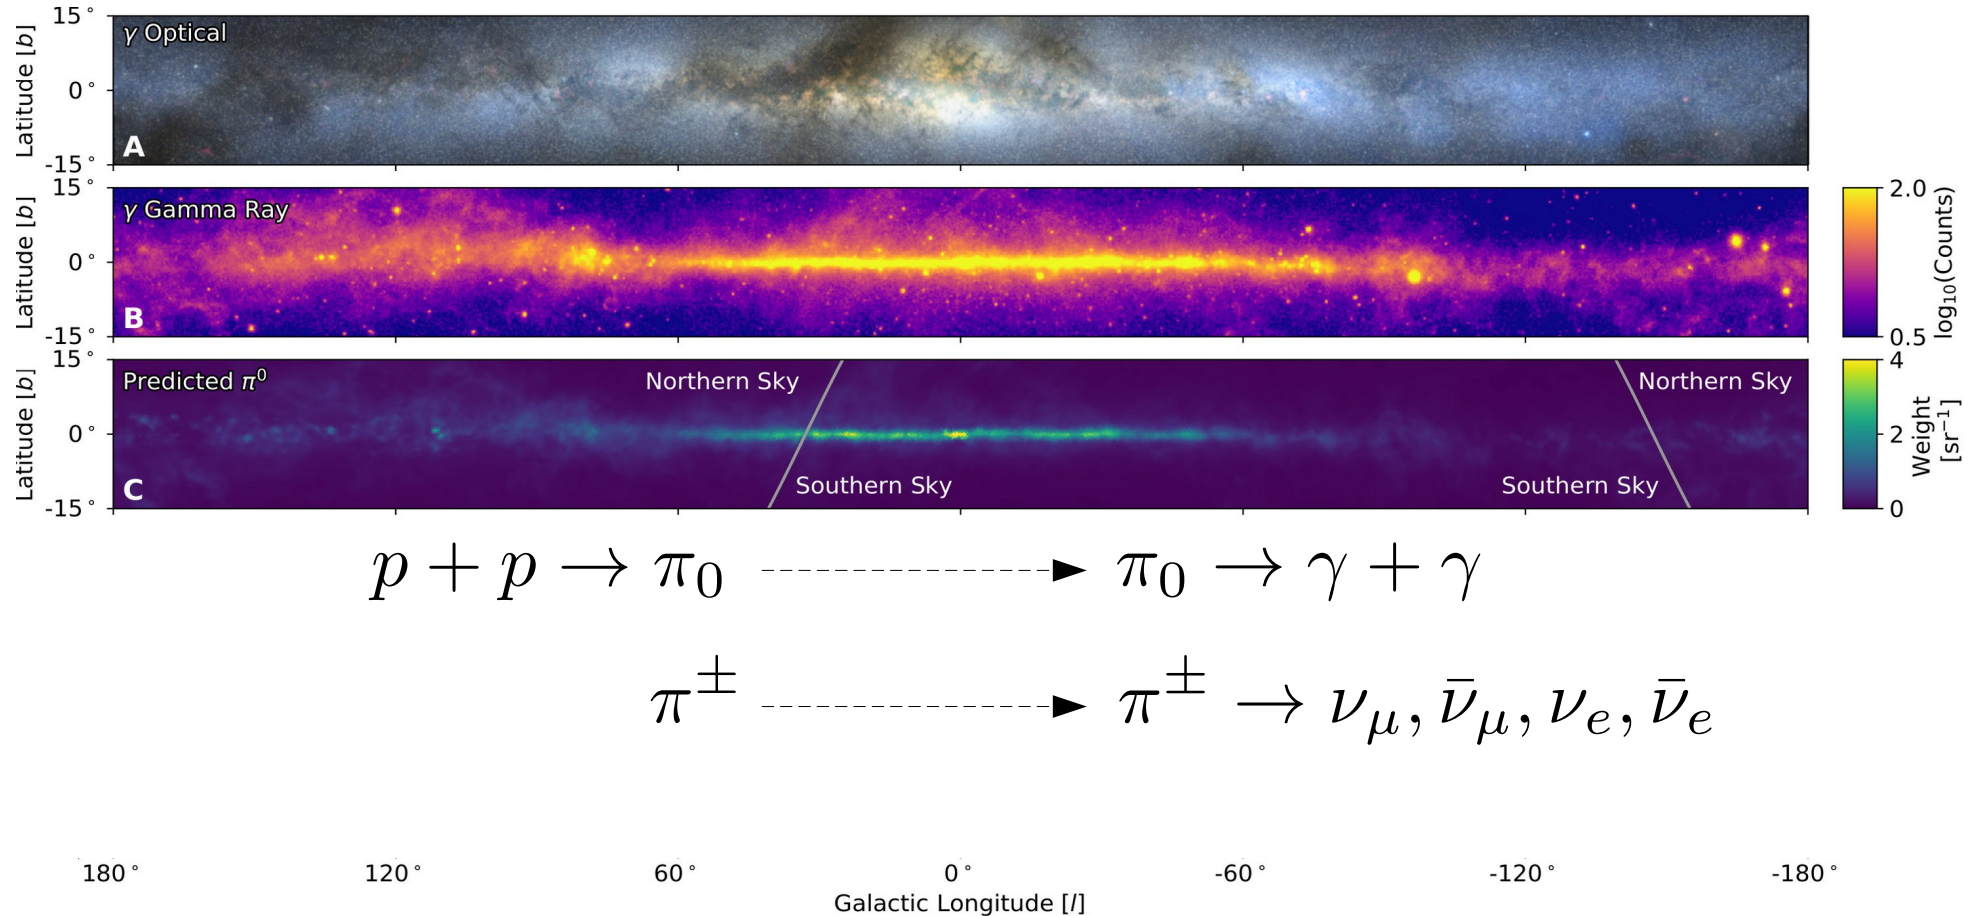 15°
γ Optical
Latitude [b]
0°
A
-15°
15°
γ Gamma Ray
Latitude [b]
0°
B
-15°
2.0
log10(Counts)
0.5
15°
Predicted π⁰
Northern Sky
Northern Sky
Latitude [b]
0°
C
Southern Sky
Southern Sky
-15°
4
2
0
Weight
[sr⁻¹]
p + p → π₀ π₀ → γ + γ
π± π± → νμ, ν̄μ, νe, ν̄e
180° 120° 60° 0° -60° -120° -180°
Galactic Longitude [l]